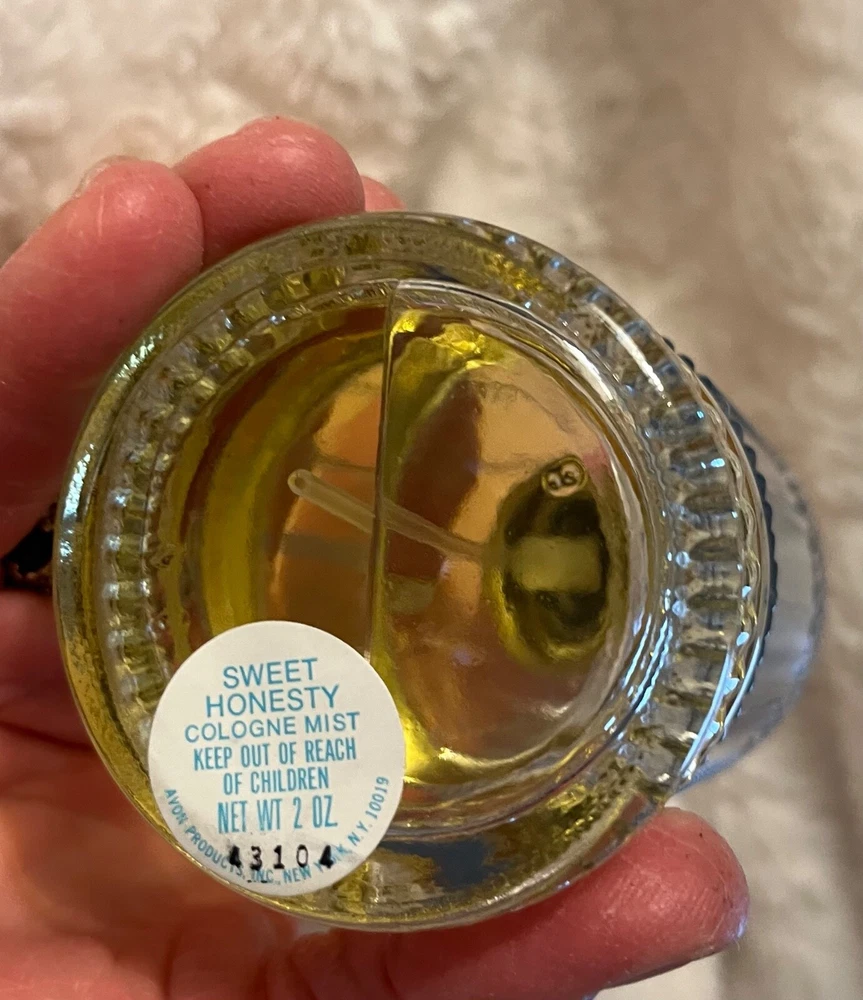 SWEET
HONESTY
COLOGNE MIST
KEEP OUT OF REACH
OF CHILDREN
NET WT 2 OZ.
AVON PRODUCTS, INC., NEW YORK N.Y. 10019
43104